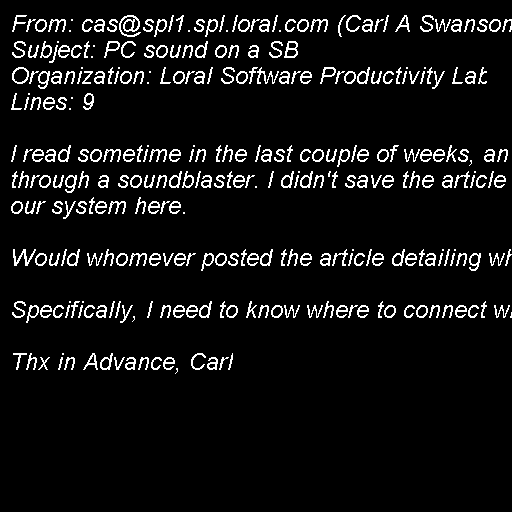 From: cas@spl1.spl.loral.com (Carl A Swanson
Subject: PC sound on a SB
Organization: Loral Software Productivity Lab
Lines: 9
I read sometime in the last couple of weeks, an
through a soundblaster. I didn't save the article
our system here.
Would whomever posted the article detailing wh
Specifically, I need to know where to connect wi
Thx in Advance, Carl